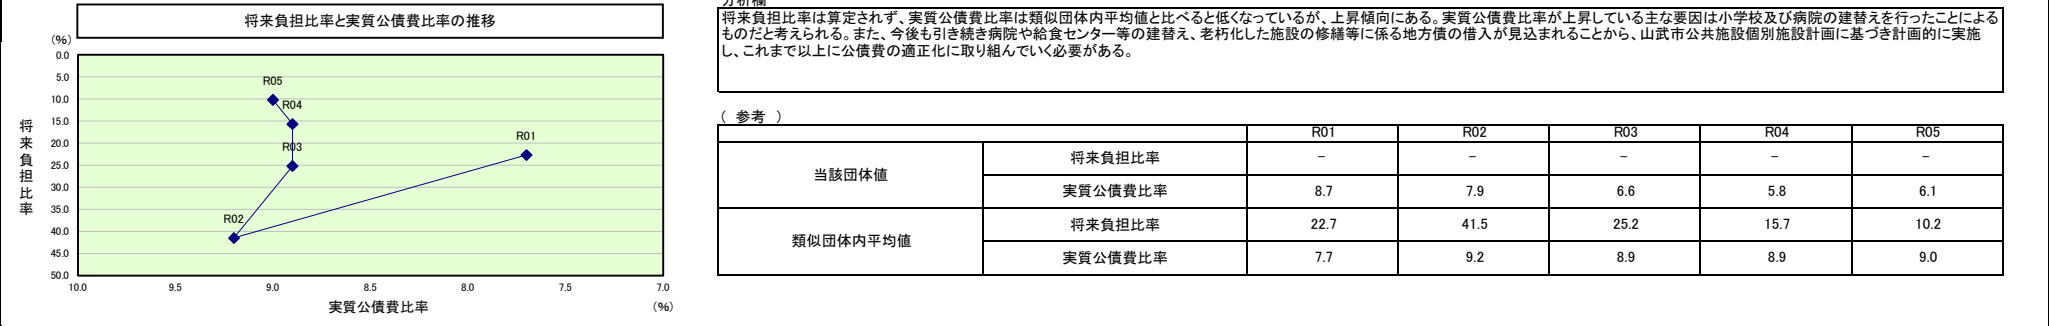 将来負担比率と実質公債費比率の推移
(%)
0.0
5.0
10.0
15.0
20.0
25.0
30.0
35.0
40.0
45.0
50.0
将来負担比率
R05
R04
R03
R01
R02
10.0 9.5 9.0 8.5 8.0 7.5 7.0
実質公債費比率 (%)
分析欄
将来負担比率は算定されず、実質公債費比率は類似団体内平均値と比べると低くなっているが、上昇傾向にある。実質公債費比率が上昇している主な要因は小学校及び病院の建替えを行ったことによる
ものだと考えられる。また、今後も引き続き病院や給食センター等の建替え、老朽化した施設の修繕等に係る地方債の借入が見込まれることから、山武市公共施設個別施設計画に基づき計画的に実施
し、これまで以上に公債費の適正化に取り組んでいく必要がある。
( 参考 )
R01 R02 R03 R04 R05
当該団体値
将来負担比率 － － － － －
実質公債費比率 8.7 7.9 6.6 5.8 6.1
類似団体内平均値
将来負担比率 22.7 41.5 25.2 15.7 10.2
実質公債費比率 7.7 9.2 8.9 8.9 9.0